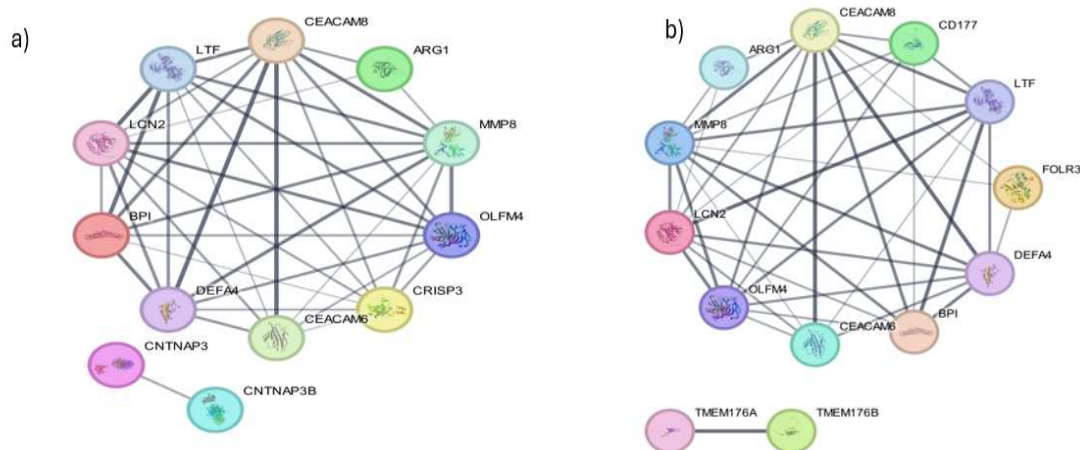 a)
CEACAM8
LTF
ARG1
LCN2
MMP8
BPI
OLFM4
DEFA4
CRISP3
CEACAM6
CNTNAP3
CNTNAP3B
b)
CEACAM8
CD177
ARG1
LTF
MMP8
FOLR3
LCN2
DEFA4
OLFM4
BPI
CEACAM6
TMEM176A
TMEM176B